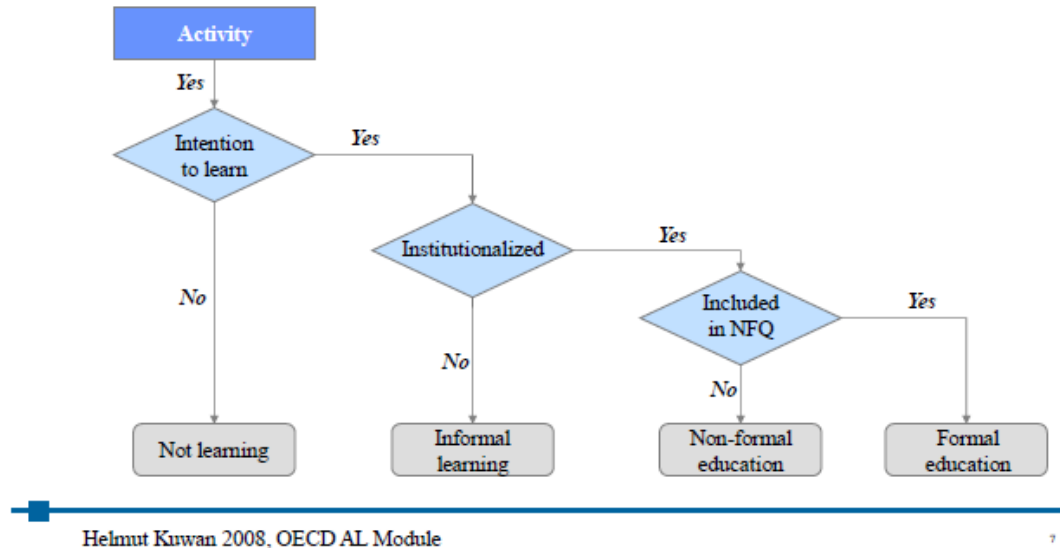 Activity
Yes
Intention
to learn
Yes
Institutionalized
Yes
No
Included
in NFQ
Yes
No
No
Not learning
Informal
learning
Non-formal
education
Formal
education
Helmut Kuwan 2008, OECD AL Module
7